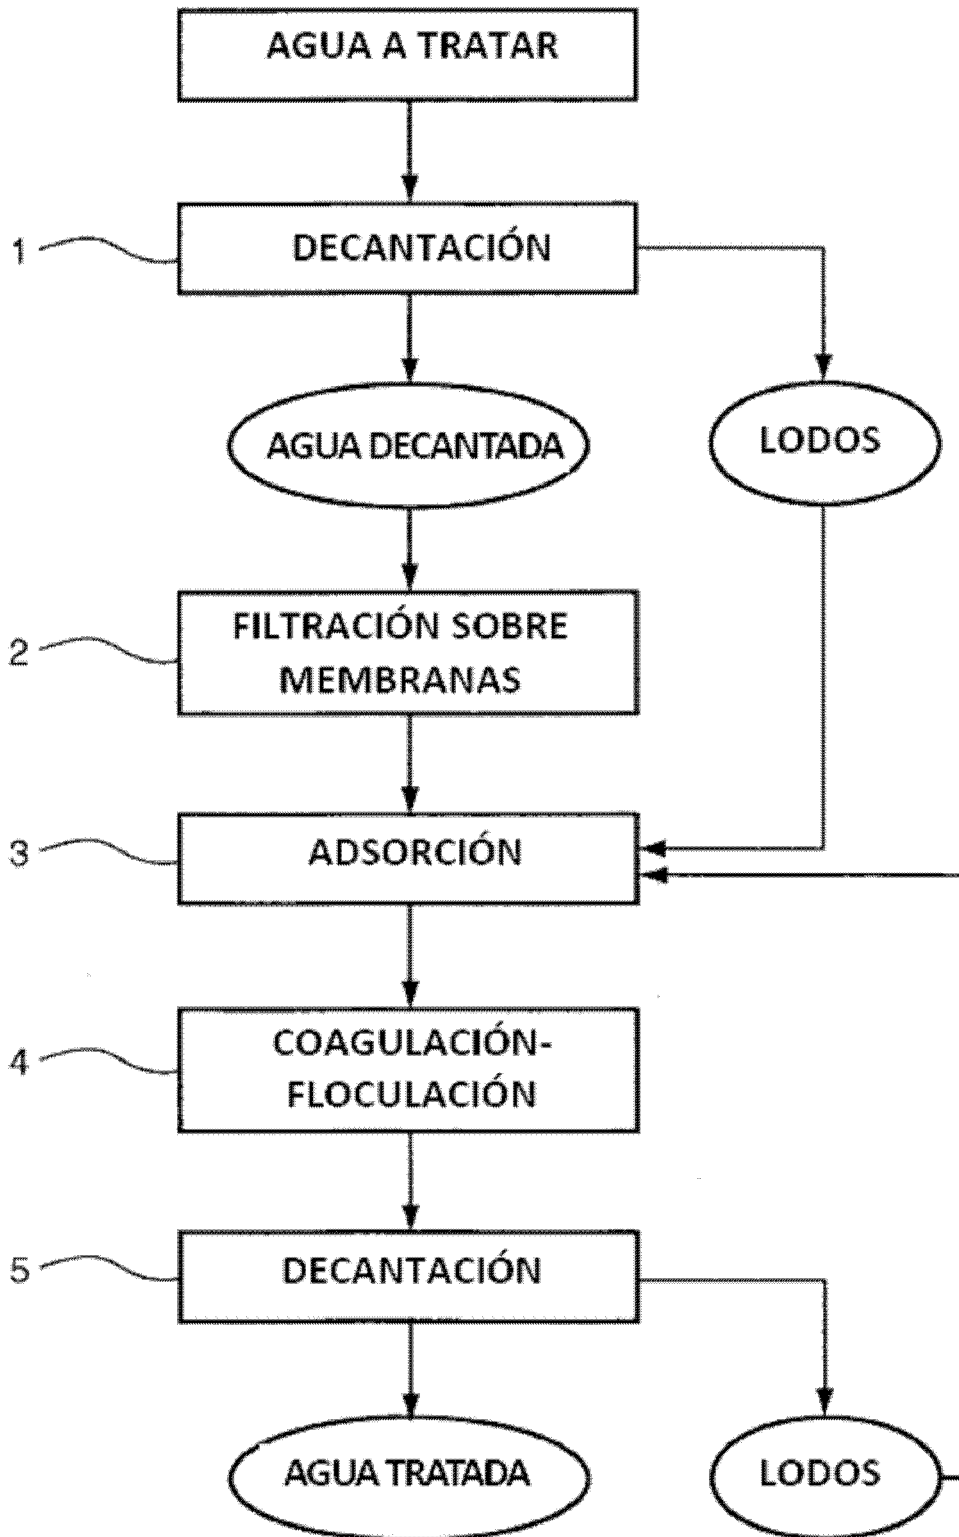 AGUA A TRATAR
1
DECANTACIÓN
AGUA DECANTADA
LODOS
2
FILTRACIÓN SOBRE
MEMBRANAS
3
ADSORCIÓN
4
COAGULACIÓN-
FLOCULACIÓN
5
DECANTACIÓN
AGUA TRATADA
LODOS